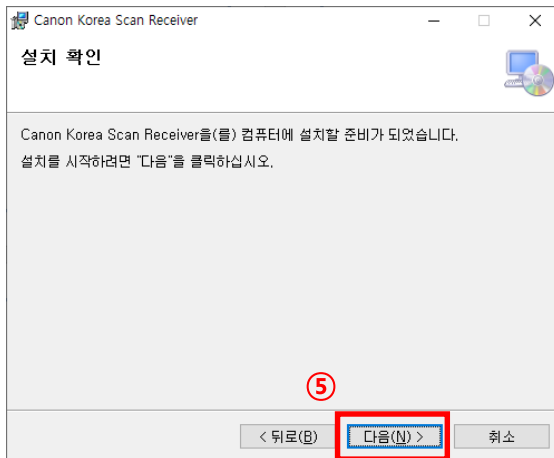 Canon Korea Scan Receiver
설치 확인
Canon Korea Scan Receiver을(를) 컴퓨터에 설치할 준비가 되었습니다.
설치를 시작하려면 "다음"을 클릭하십시오.
⑤
< 뒤로(B) 다음(N) > 취소